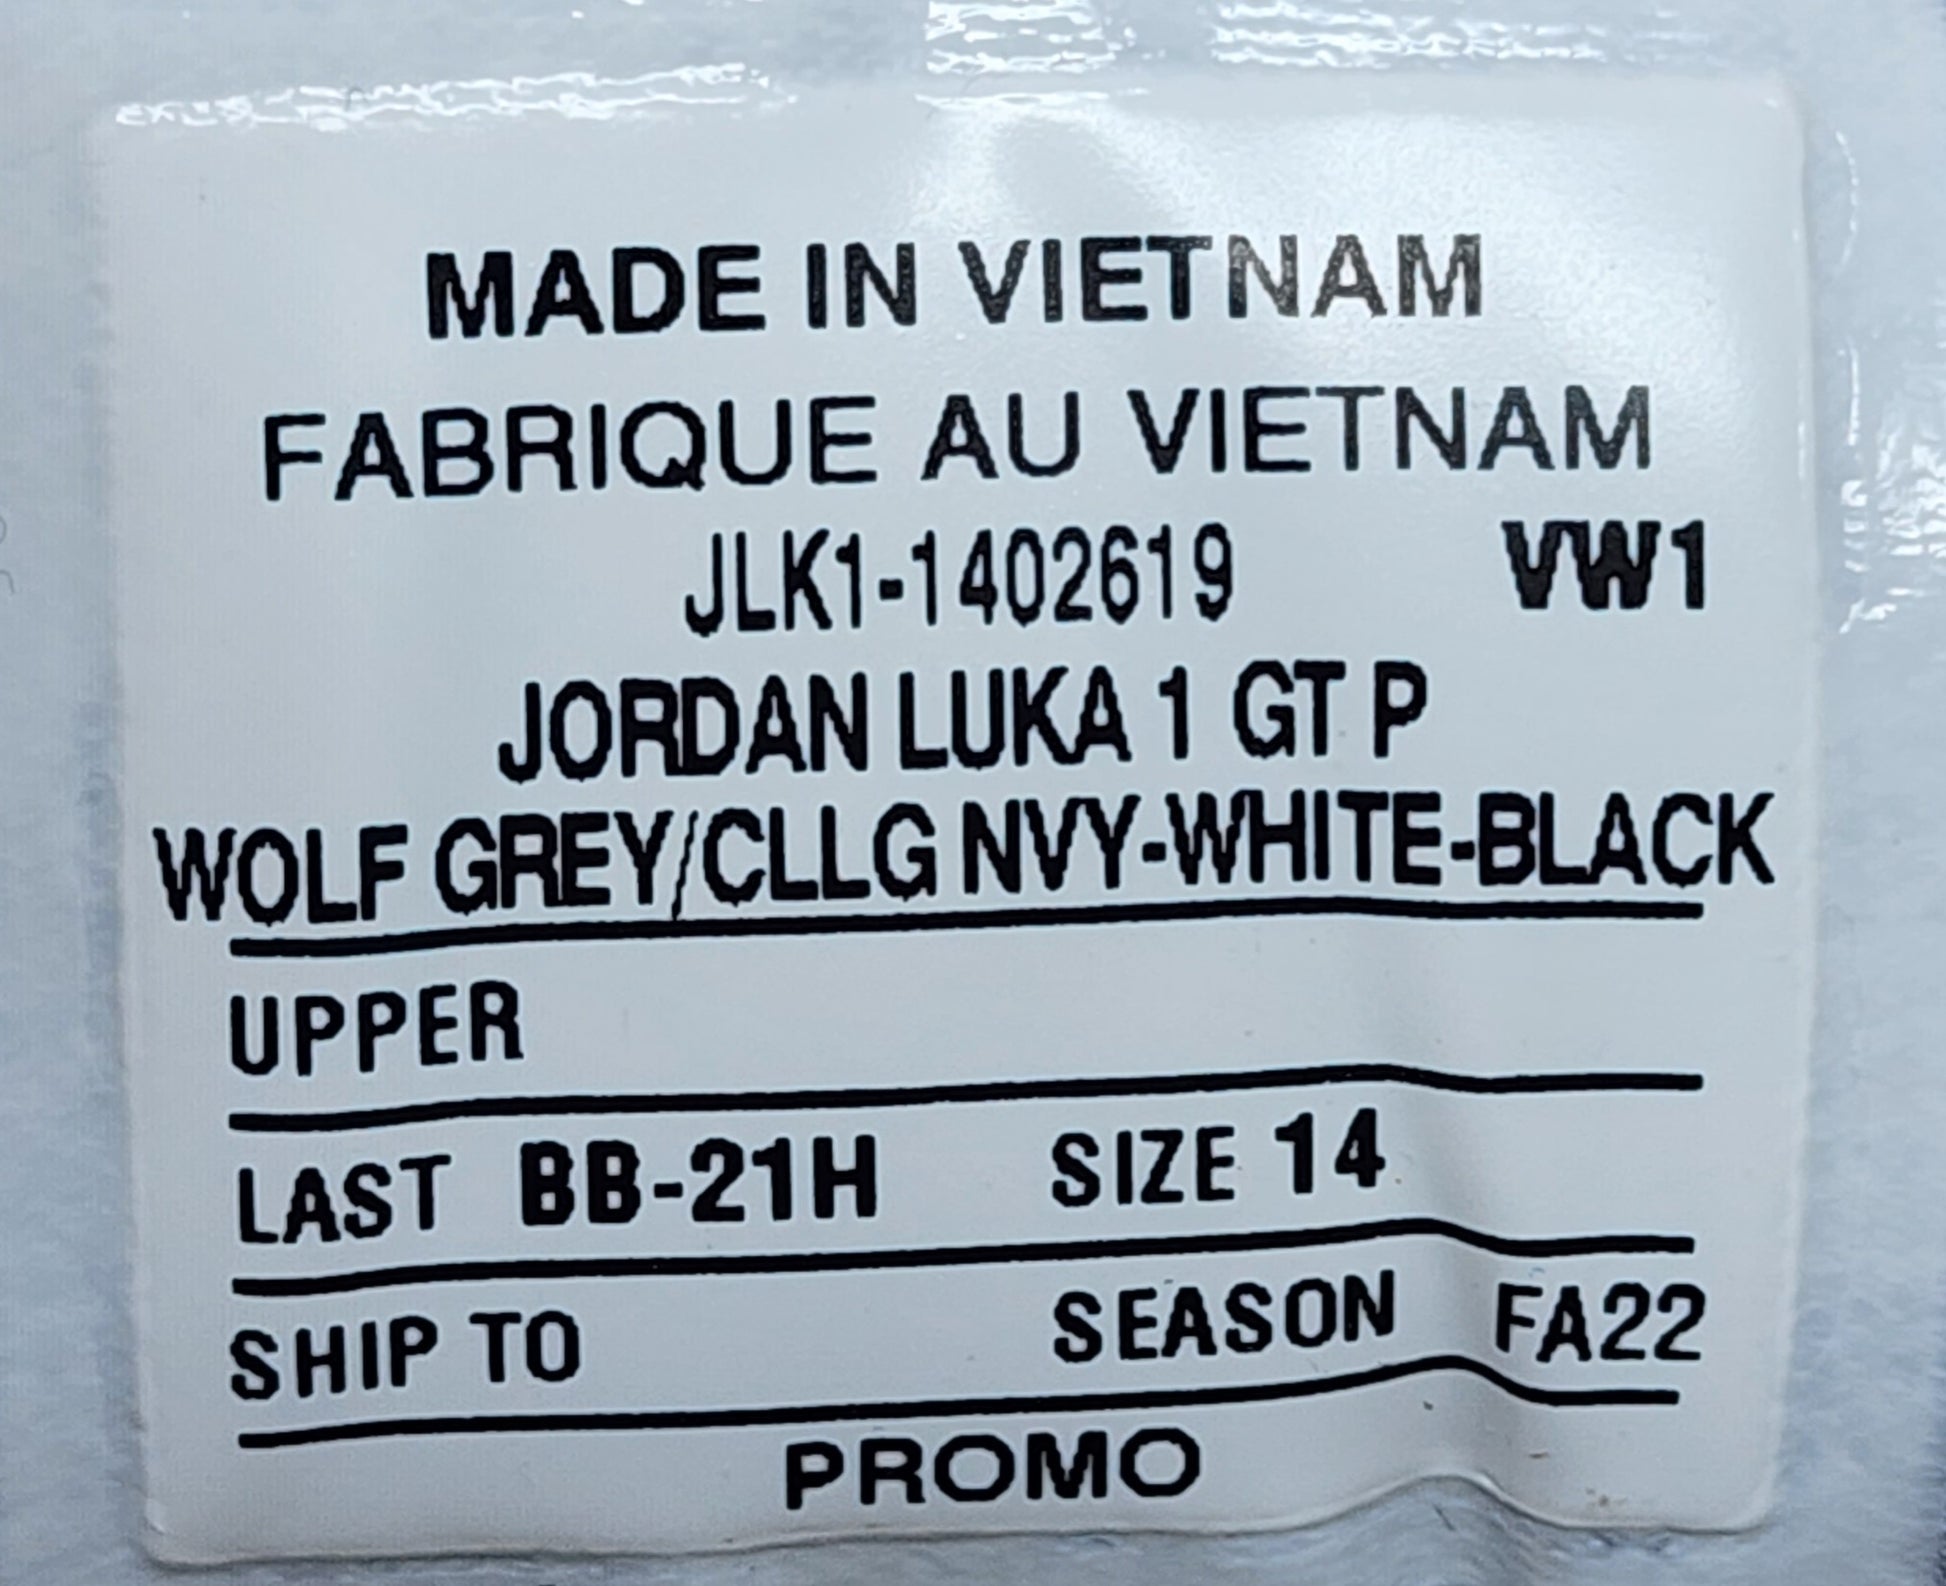 MADE IN VIETNAM
FABRIQUE AU VIETNAM
JLK1-1402619 VW1
JORDAN LUKA 1 GT P
WOLF GREY/CLLG NVY-WHITE-BLACK
UPPER
LAST BB-21H SIZE 14
SHIP TO SEASON FA22
PROMO